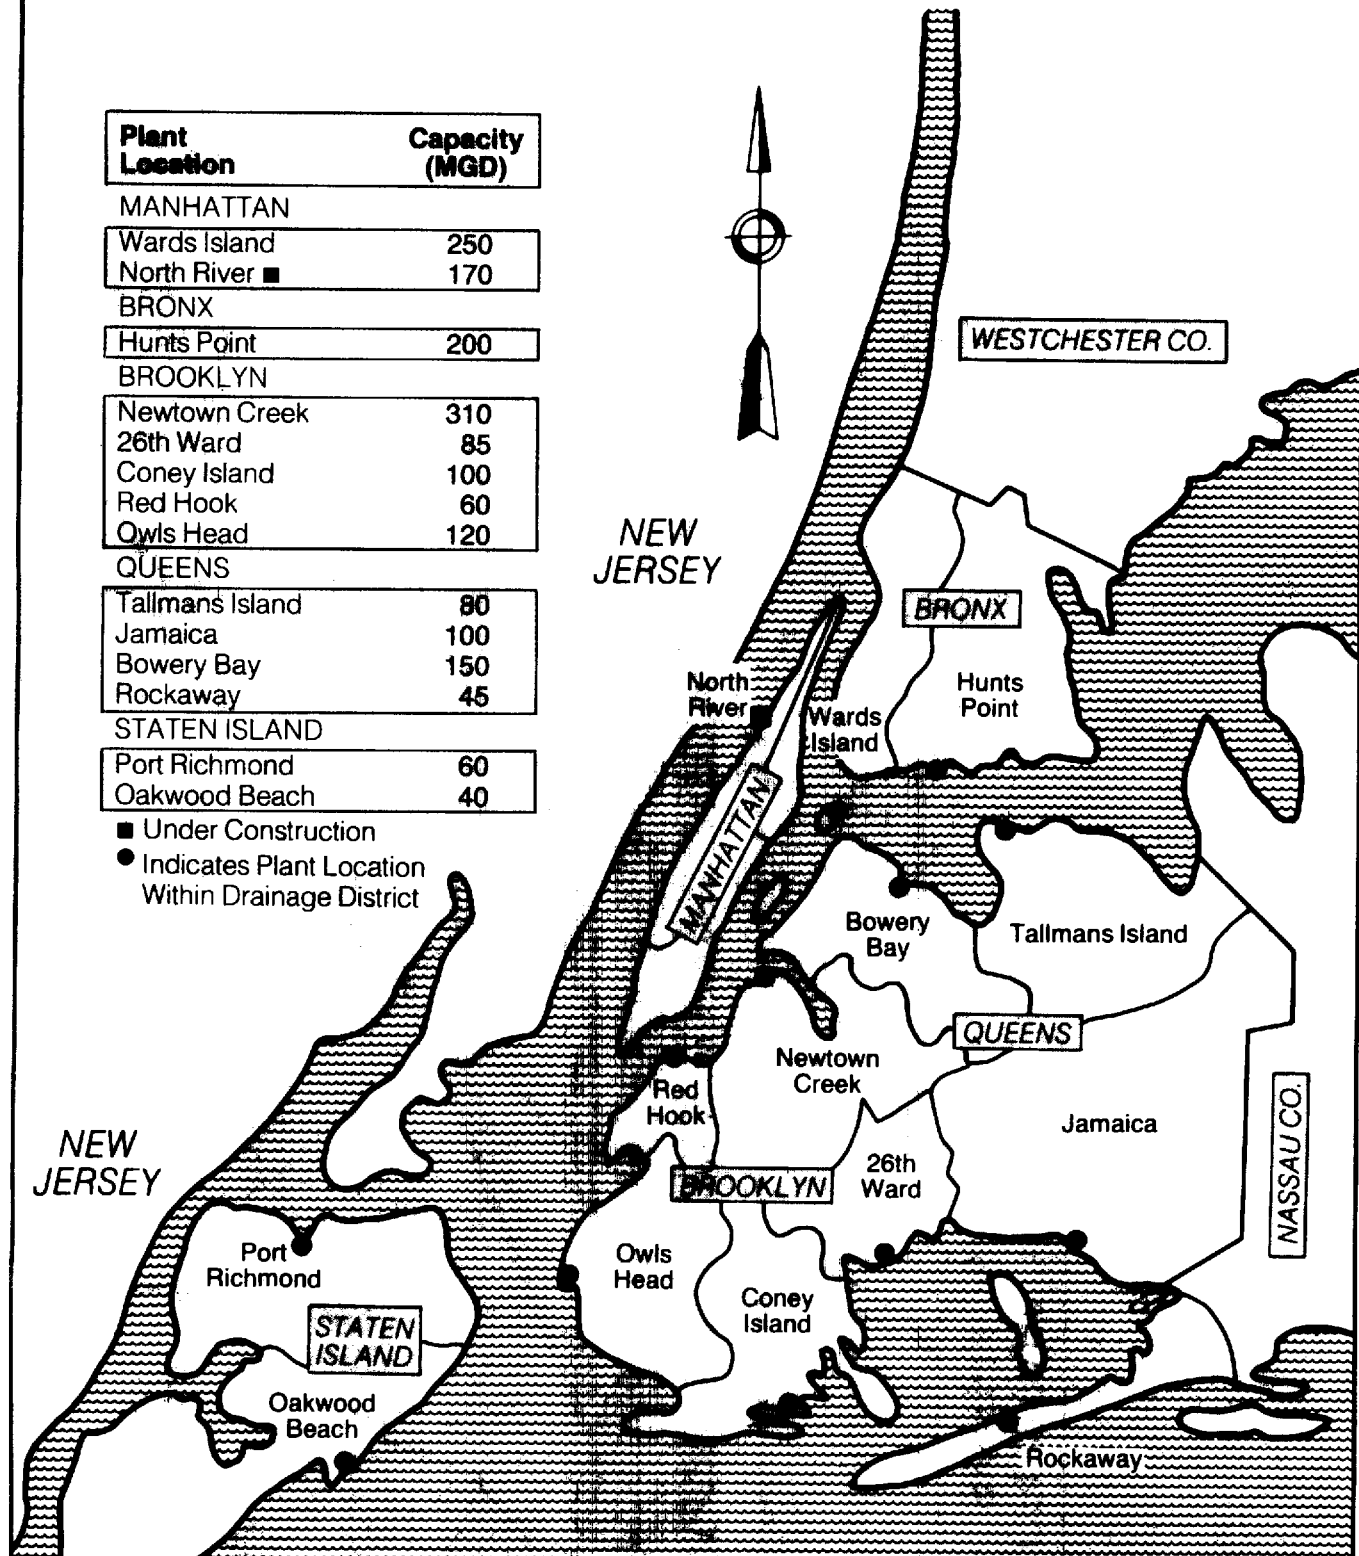 Plant Capacity
Location (MGD)
MANHATTAN
Wards Island 250
North River ■ 170
BRONX
Hunts Point 200
BROOKLYN
Newtown Creek 310
26th Ward 85
Coney Island 100
Red Hook 60
Owls Head 120
QUEENS
Tallmans Island 80
Jamaica 100
Bowery Bay 150
Rockaway 45
STATEN ISLAND
Port Richmond 60
Oakwood Beach 40
■ Under Construction
● Indicates Plant Location
Within Drainage District
WESTCHESTER CO.
NEW
JERSEY
BRONX
North
River
Wards
Island
Hunts
Point
MANHATTAN
Bowery
Bay
Tallmans Island
QUEENS
Newtown
Creek
Red
Hook
Jamaica
NASSAU CO.
NEW
JERSEY
26th
Ward
BROOKLYN
Port
Richmond
Owls
Head
Coney
Island
STATEN
ISLAND
Oakwood
Beach
Rockaway